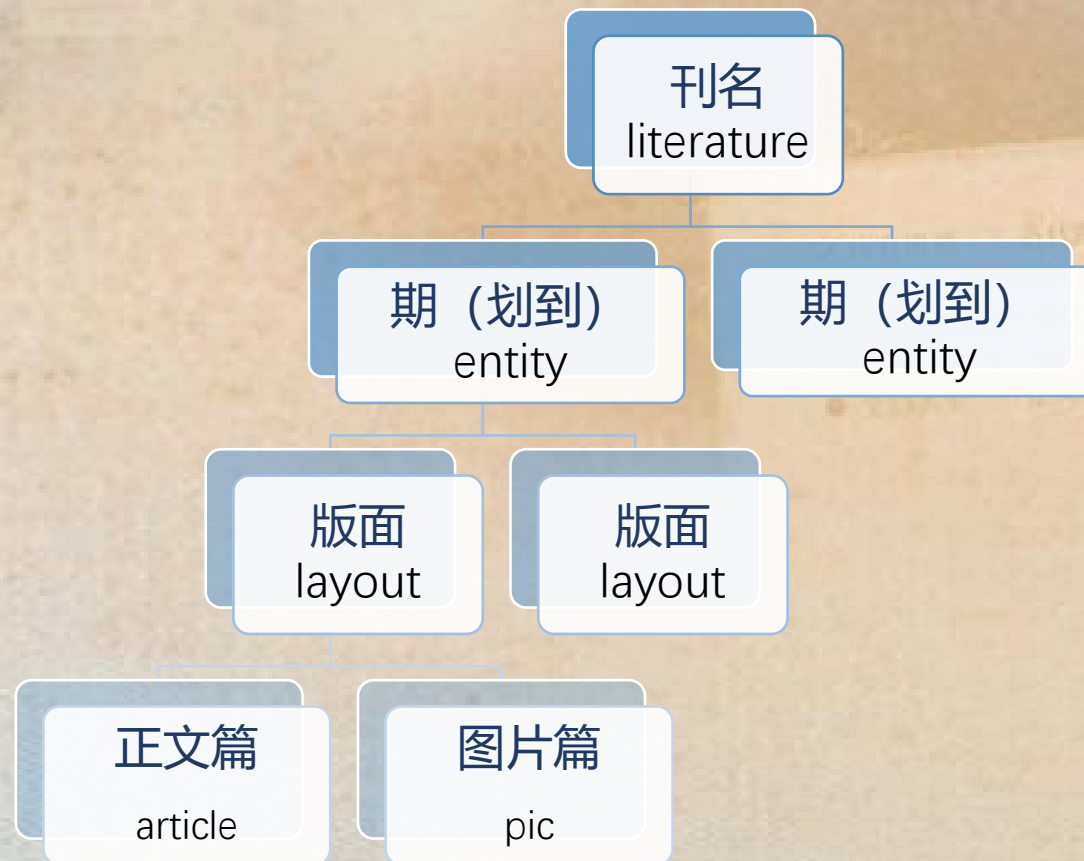 刊名
literature
期（划到）
entity
期（划到）
entity
版面
layout
版面
layout
正文篇
article
图片篇
pic